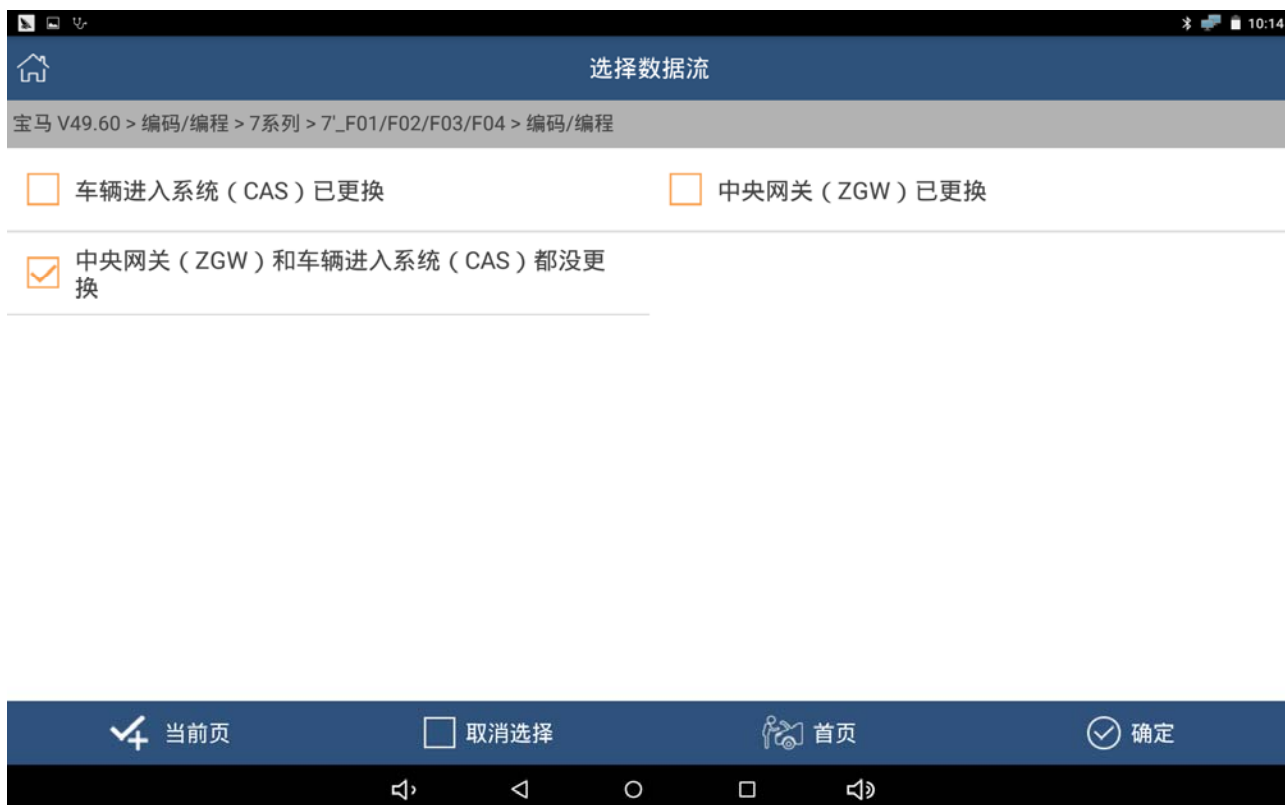 10:14
选择数据流
宝马 V49.60 > 编码/编程 > 7系列 > 7'_F01/F02/F03/F04 > 编码/编程
车辆进入系统（CAS）已更换
中央网关（ZGW）已更换
中央网关（ZGW）和车辆进入系统（CAS）都没更
换
当前页
取消选择
首页
确定